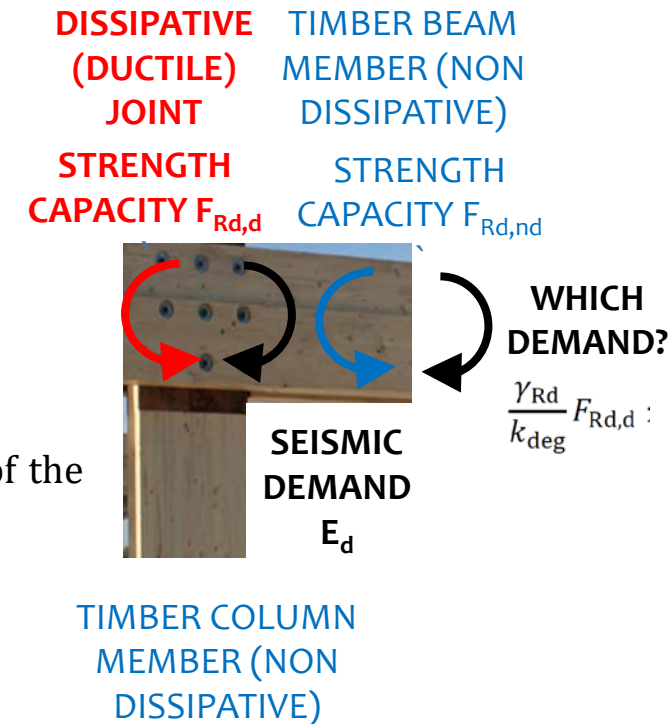 DISSIPATIVE
(DUCTILE)
JOINT
STRENGTH
CAPACITY F_Rd,d
TIMBER BEAM
MEMBER (NON
DISSIPATIVE)
STRENGTH
CAPACITY F_Rd,nd
WHICH
DEMAND?
γ_Rd
k_deg
F_Rd,d
of the
SEISMIC
DEMAND
E_d
TIMBER COLUMN
MEMBER (NON
DISSIPATIVE)